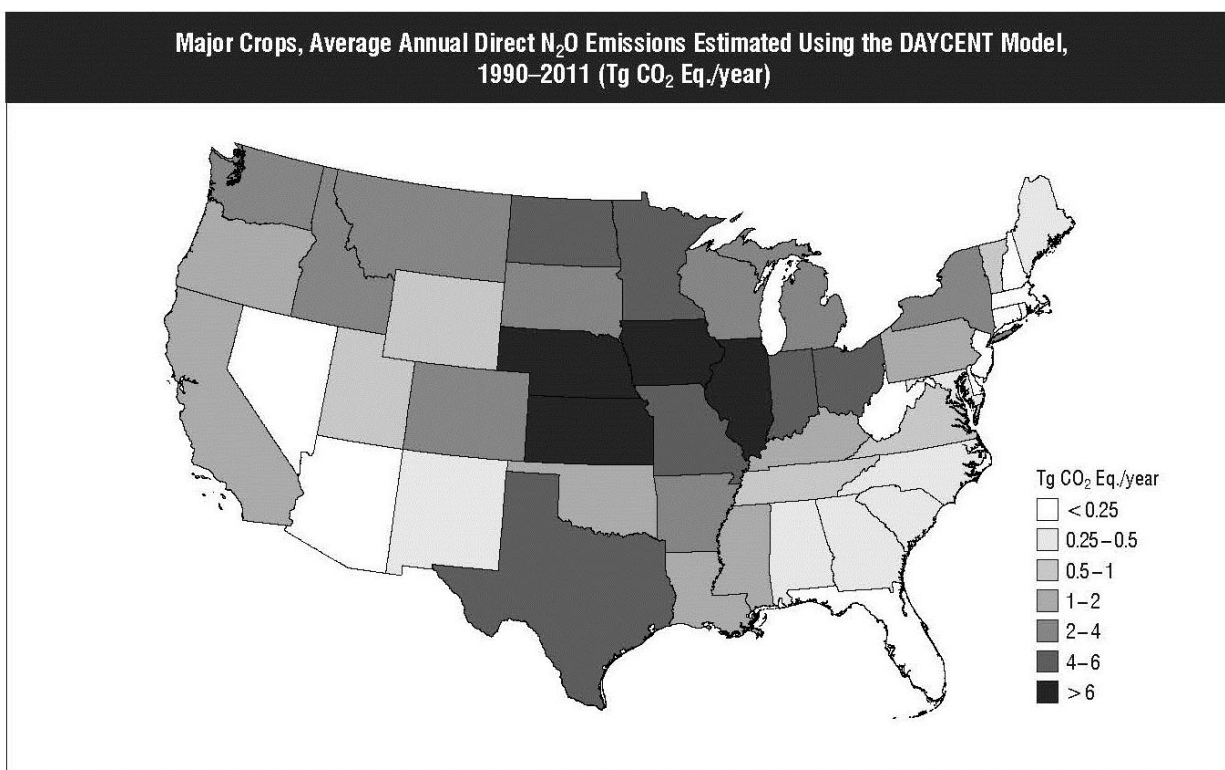 Major Crops, Average Annual Direct N₂O Emissions Estimated Using the DAYCENT Model,
1990–2011 (Tg CO₂ Eq./year)
Tg CO₂ Eq./year
< 0.25
0.25–0.5
0.5–1
1–2
2–4
4–6
> 6